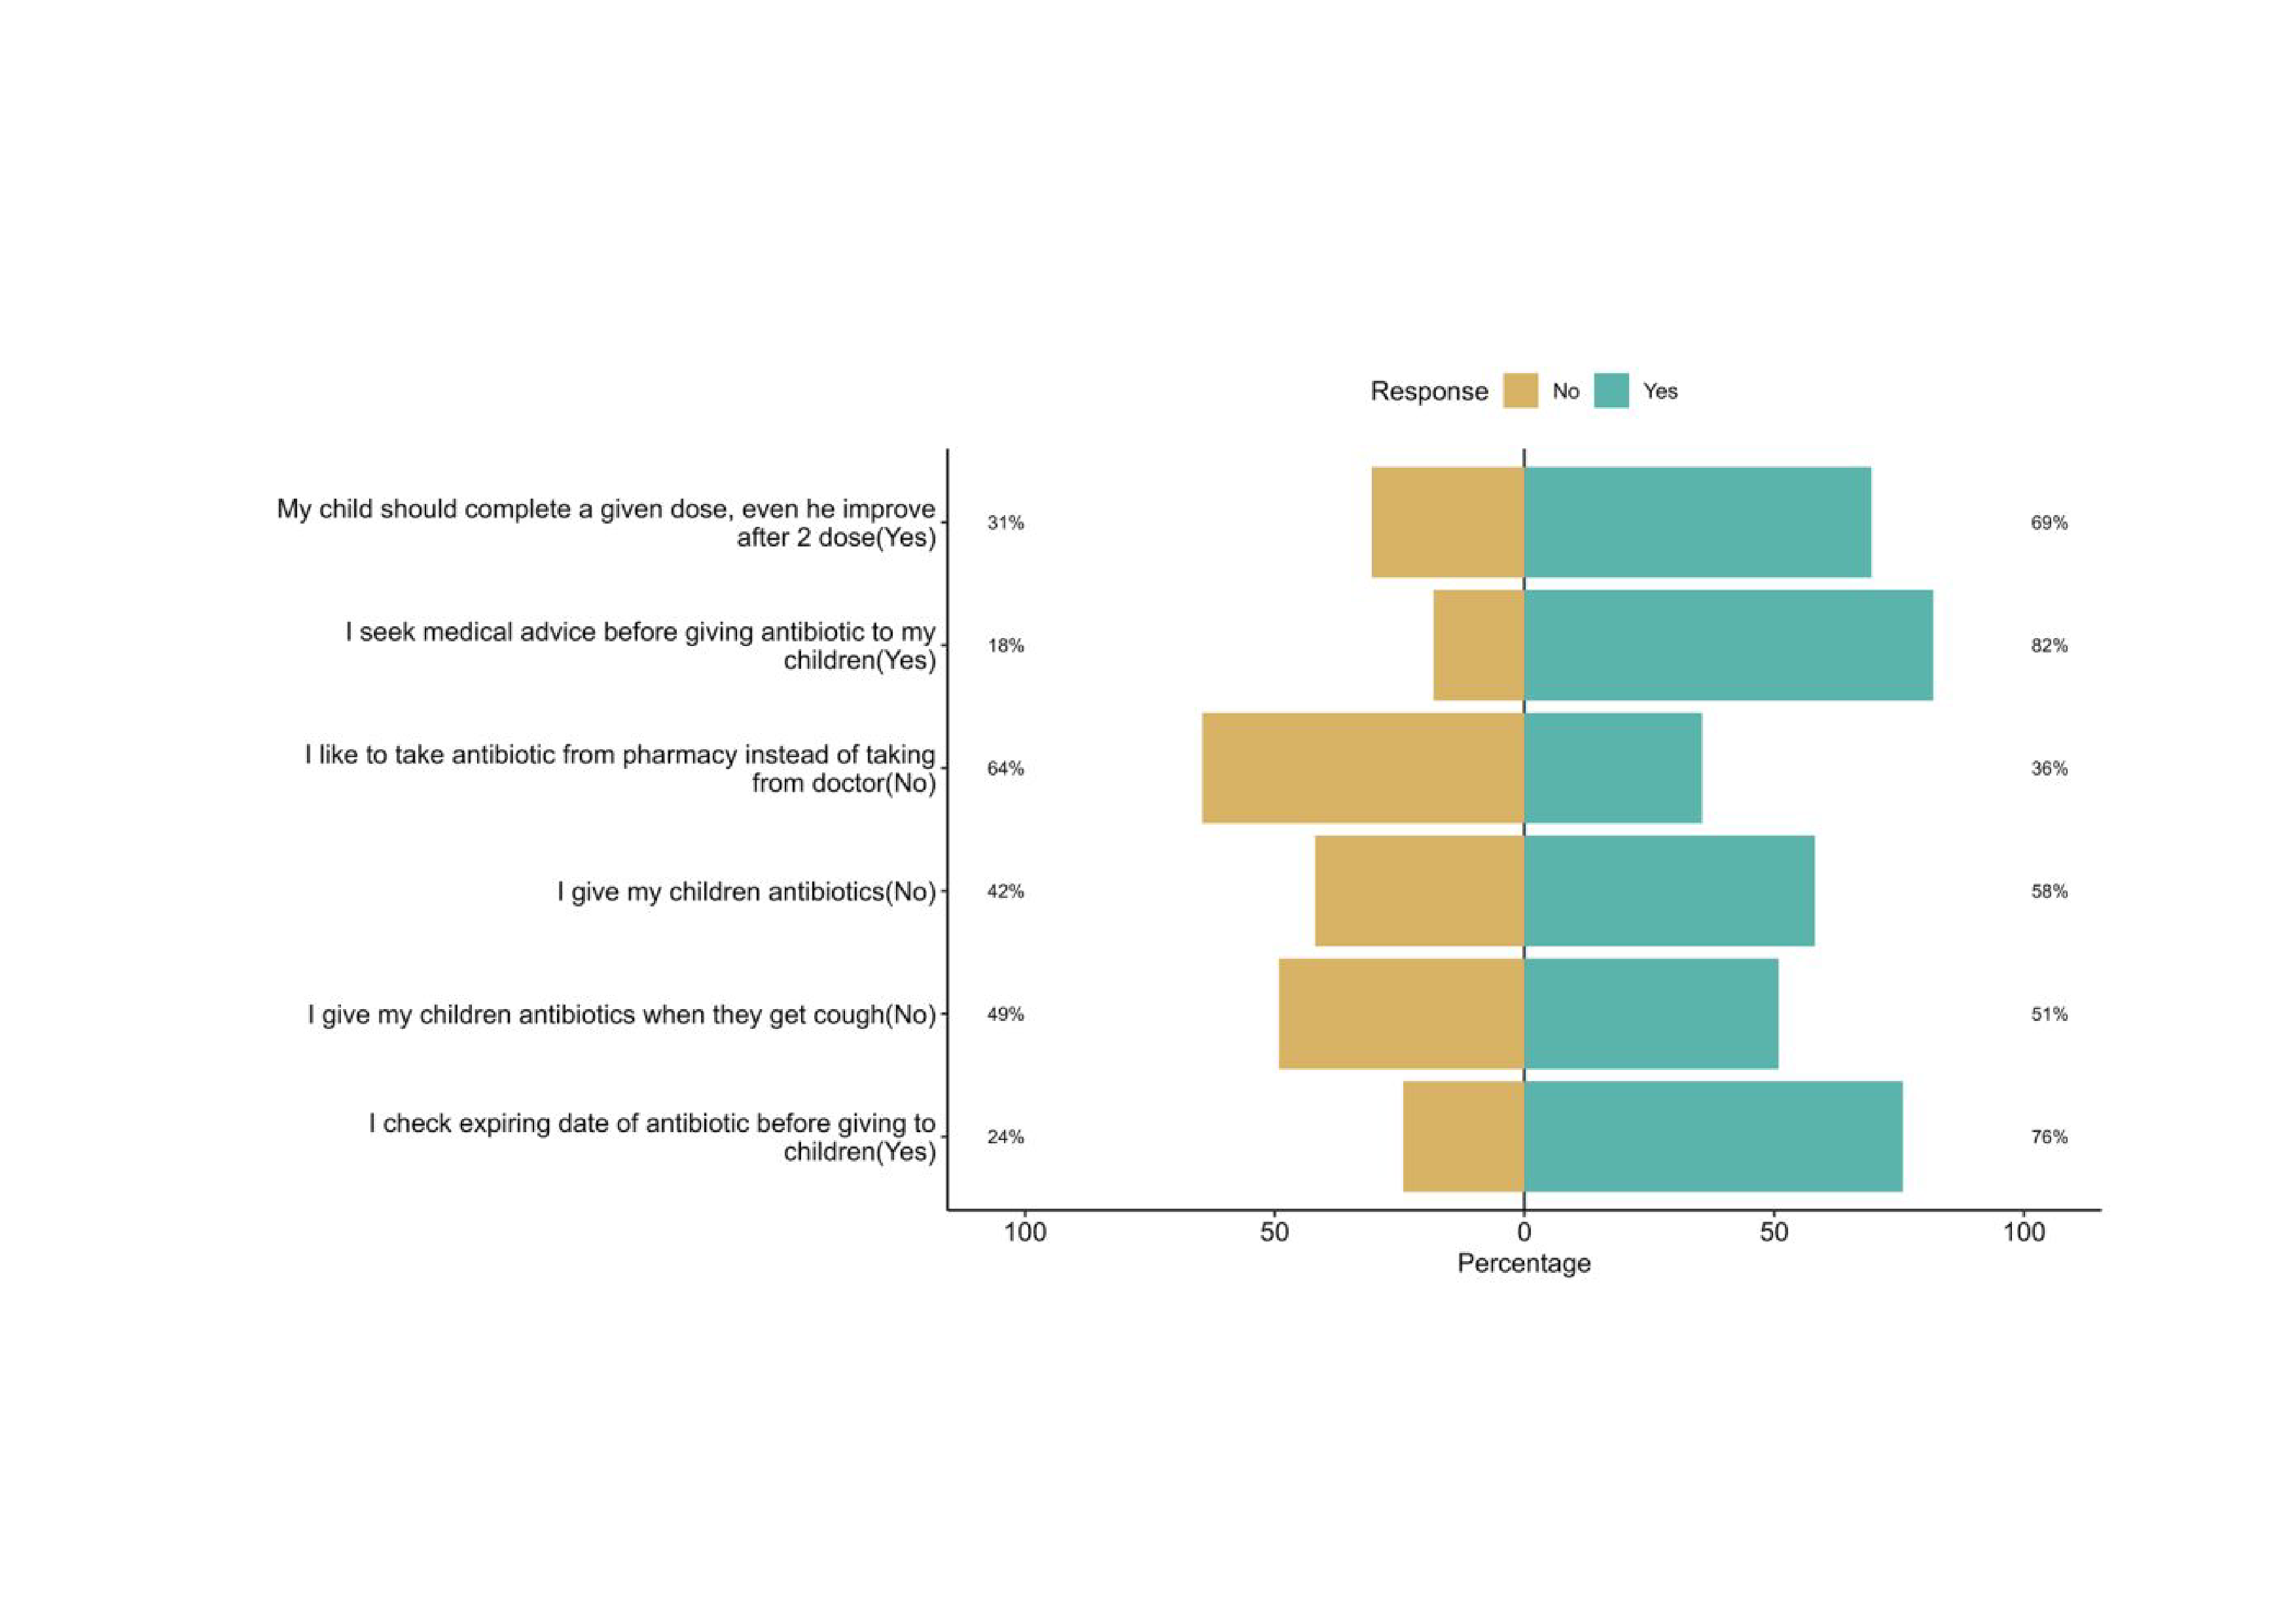 Response No Yes
My child should complete a given dose, even he improve
after 2 dose(Yes)
31% 69%
I seek medical advice before giving antibiotic to my
children(Yes)
18% 82%
I like to take antibiotic from pharmacy instead of taking
from doctor(No)
64% 36%
I give my children antibiotics(No) 42% 58%
I give my children antibiotics when they get cough(No) 49% 51%
I check expiring date of antibiotic before giving to
children(Yes)
24% 76%
100 50 0 50 100
Percentage